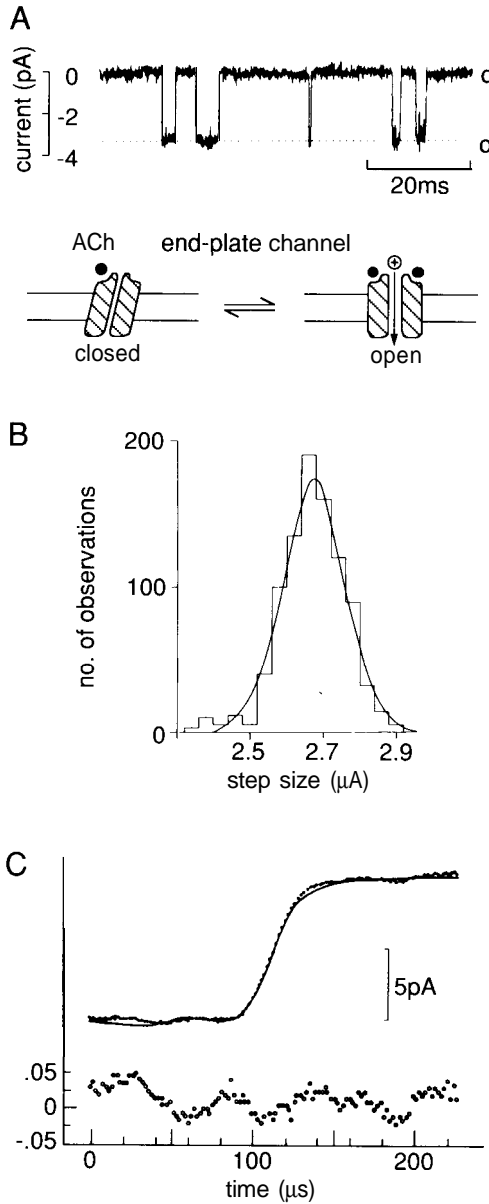 A
current (pA)
0
-2
-4
c
o
20ms
ACh
end-plate channel
closed
open
B
no. of observations
200
100
0
2.5
2.7
2.9
step size (μA)
C
5pA
.05
0
-.05
0
100
200
time (μs)